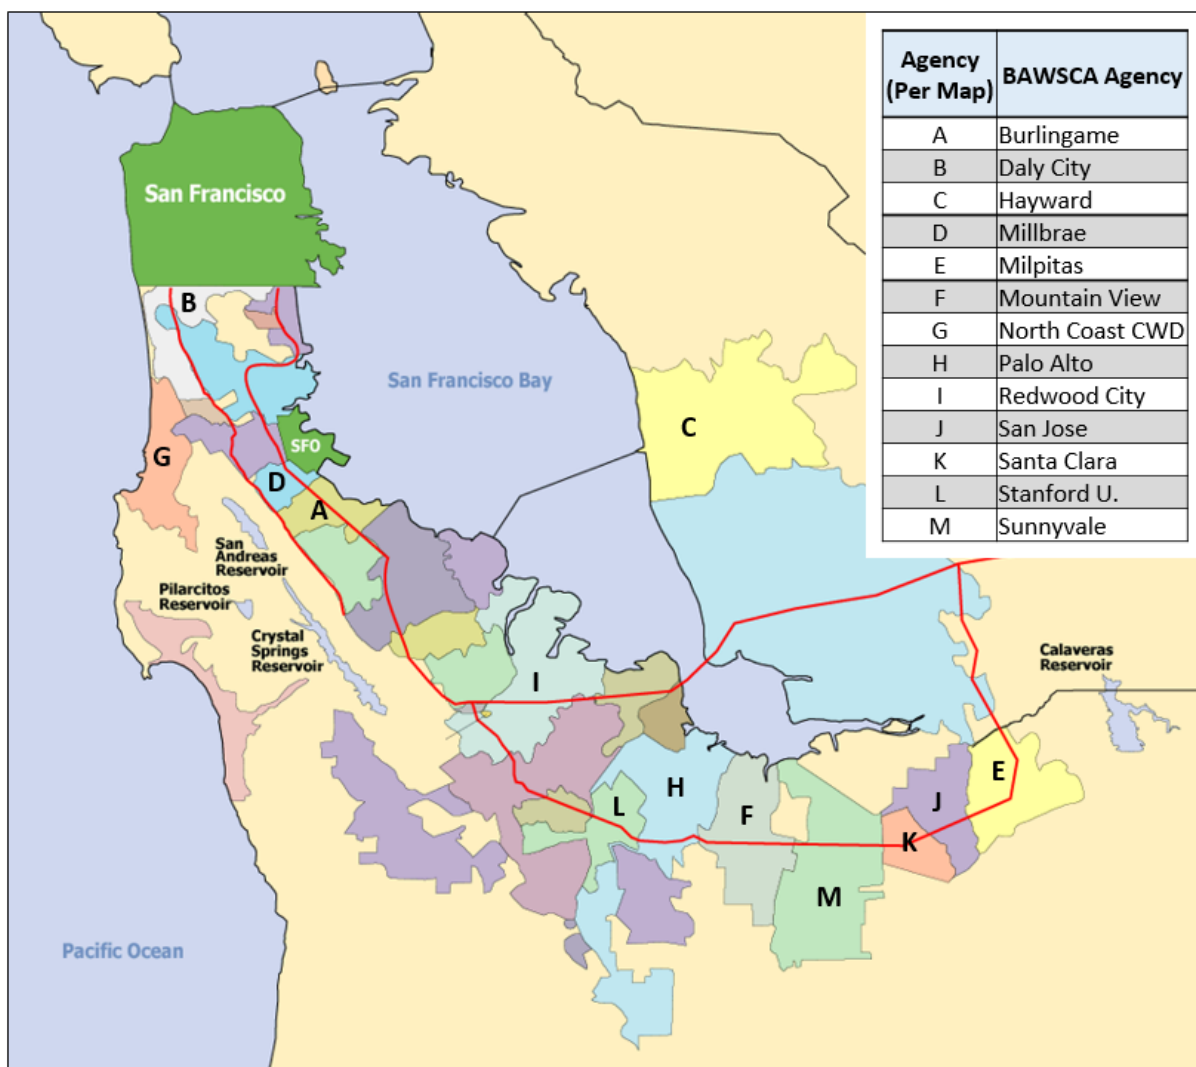 Agency
(Per Map)
BAWSCA Agency
A Burlingame
B Daly City
C Hayward
D Millbrae
E Milpitas
F Mountain View
G North Coast CWD
H Palo Alto
I Redwood City
J San Jose
K Santa Clara
L Stanford U.
M Sunnyvale
San Francisco
B
San Francisco Bay
C
SFO
G
D
A
San
Andreas
Reservoir
Pilarcitos
Reservoir
Crystal
Springs
Reservoir
Calaveras
Reservoir
I
E
H
L
F
J
K
M
Pacific Ocean